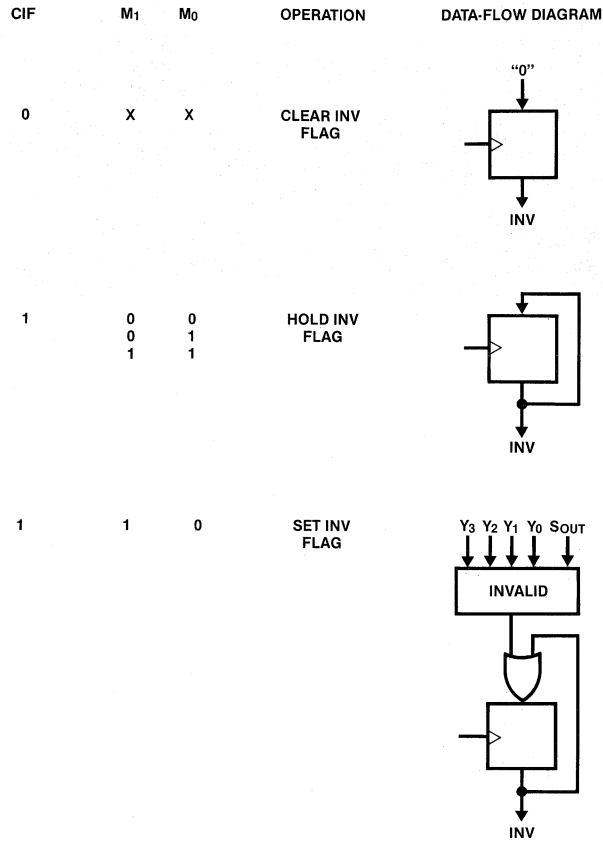 CIF M1 M0 OPERATION DATA-FLOW DIAGRAM
"0"
0 X X CLEAR INV
FLAG
INV
1 0 0 HOLD INV
0 1 FLAG
1 1
INV
1 1 0 SET INV
FLAG
Y3 Y2 Y1 Y0 SOUT
INVALID
INV